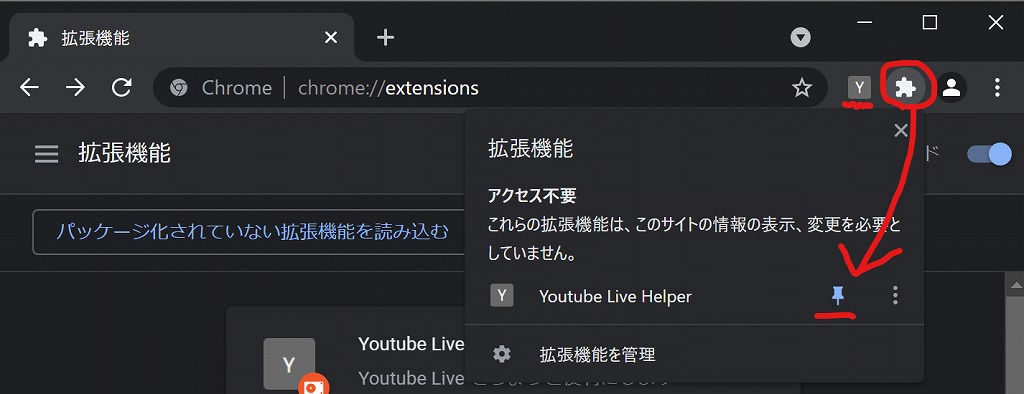 拡張機能
Chrome | chrome://extensions
Y
拡張機能
ド
拡張機能
アクセス不要
これらの拡張機能は、このサイトの情報の表示、変更を必要と
していません。
パッケージ化されていない拡張機能を読み込む
Y
Youtube Live Helper
拡張機能を管理
Y
Youtube Live
Youtube Live